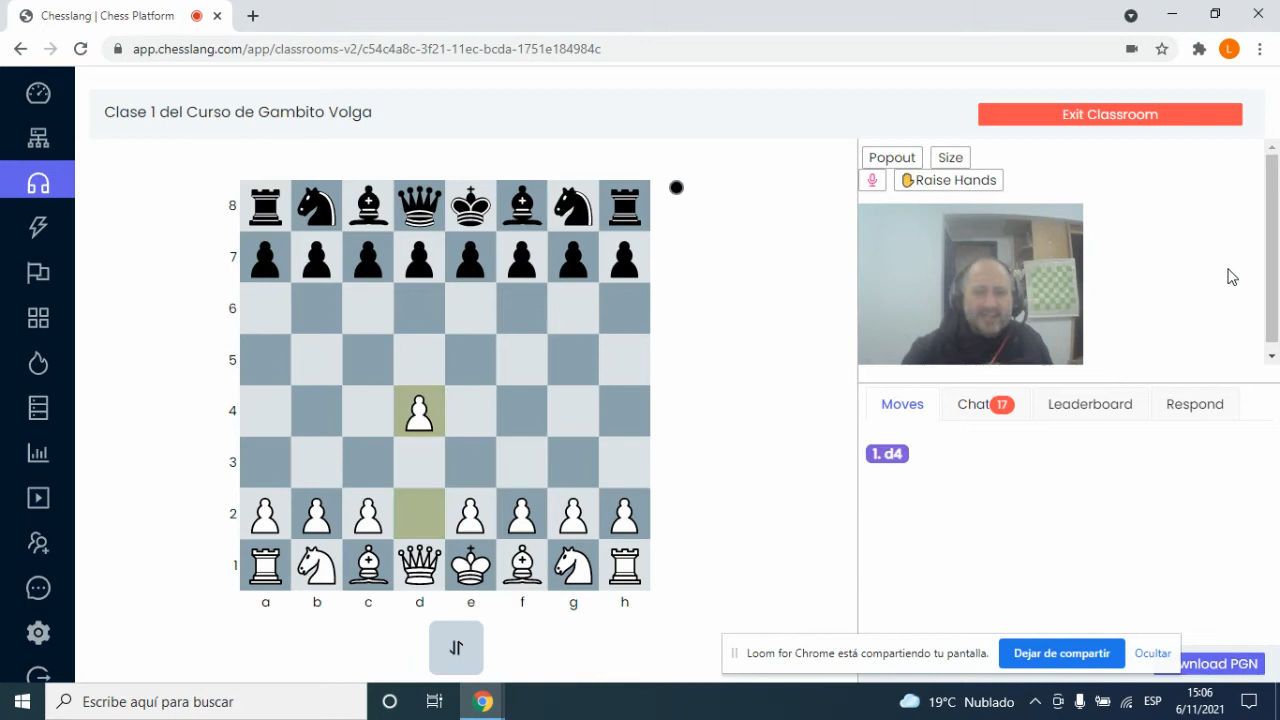 Chesslang | Chess Platform
app.chesslang.com/app/classrooms-v2/c54c4a8c-3f21-11ec-bcda-1751e184984c
L
Clase 1 del Curso de Gambito Volga
Exit Classroom
Popout Size
Raise Hands
8
7
6
5
4
3
2
1
a b c d e f g h
Moves Chat 17 Leaderboard Respond
1. d4
Loom for Chrome está compartiendo tu pantalla. Dejar de compartir Ocultar
PGN
Escribe aquí para buscar
19°C Nublado
ESP
15:06
6/11/2021